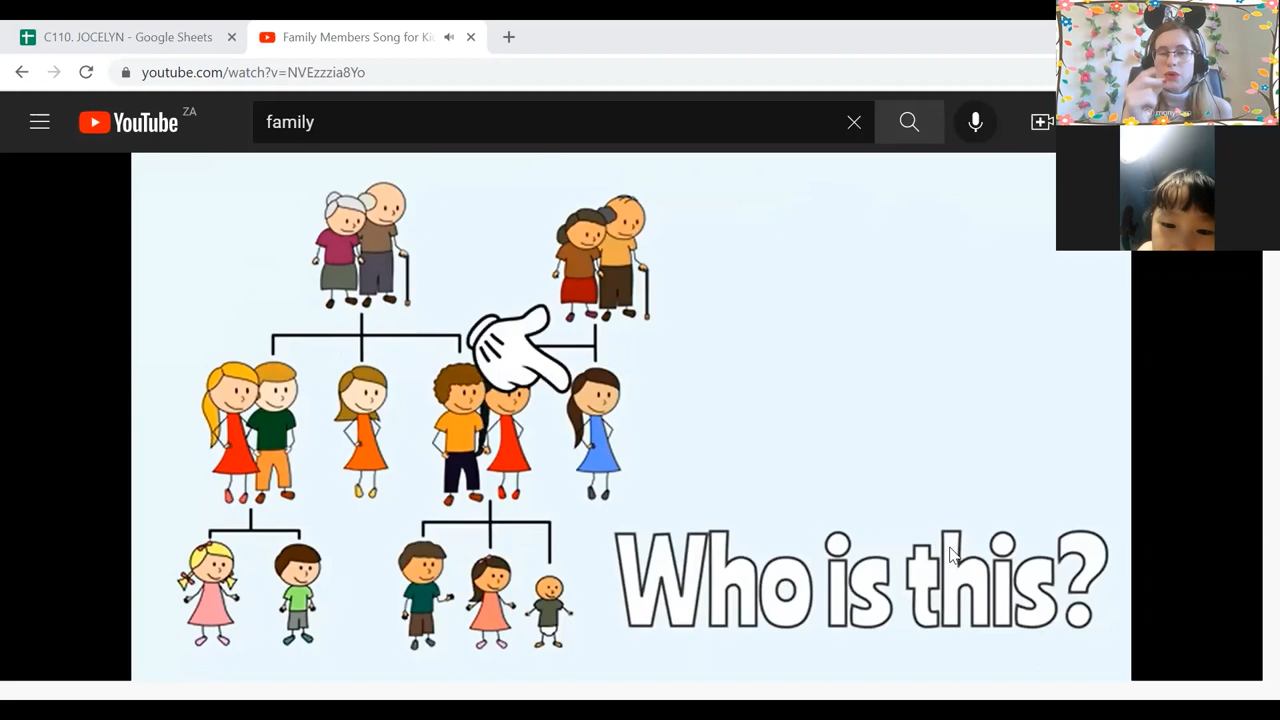 C110. JOCELYN - Google Sheets
Family Members Song for Ki
youtube.com/watch?v=NVEzzzia8Yo
YouTube ZA
family
Who is this?